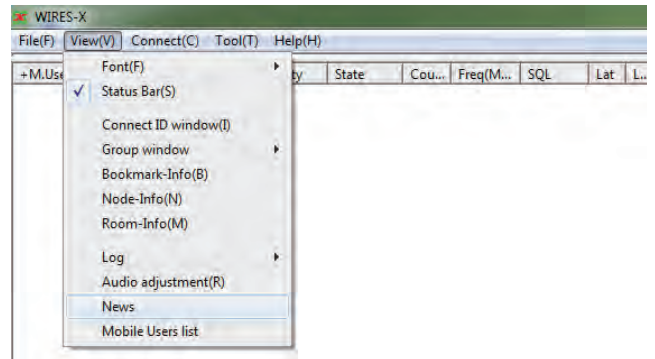 WIRES-X
File(F) View(V) Connect(C) Tool(T) Help(H)
+M.Use ty State Cou... Freq(M... SQL Lat L...
Font(F)
Status Bar(S)
Connect ID window(I)
Group window
Bookmark-Info(B)
Node-Info(N)
Room-Info(M)
Log
Audio adjustment(R)
News
Mobile Users list